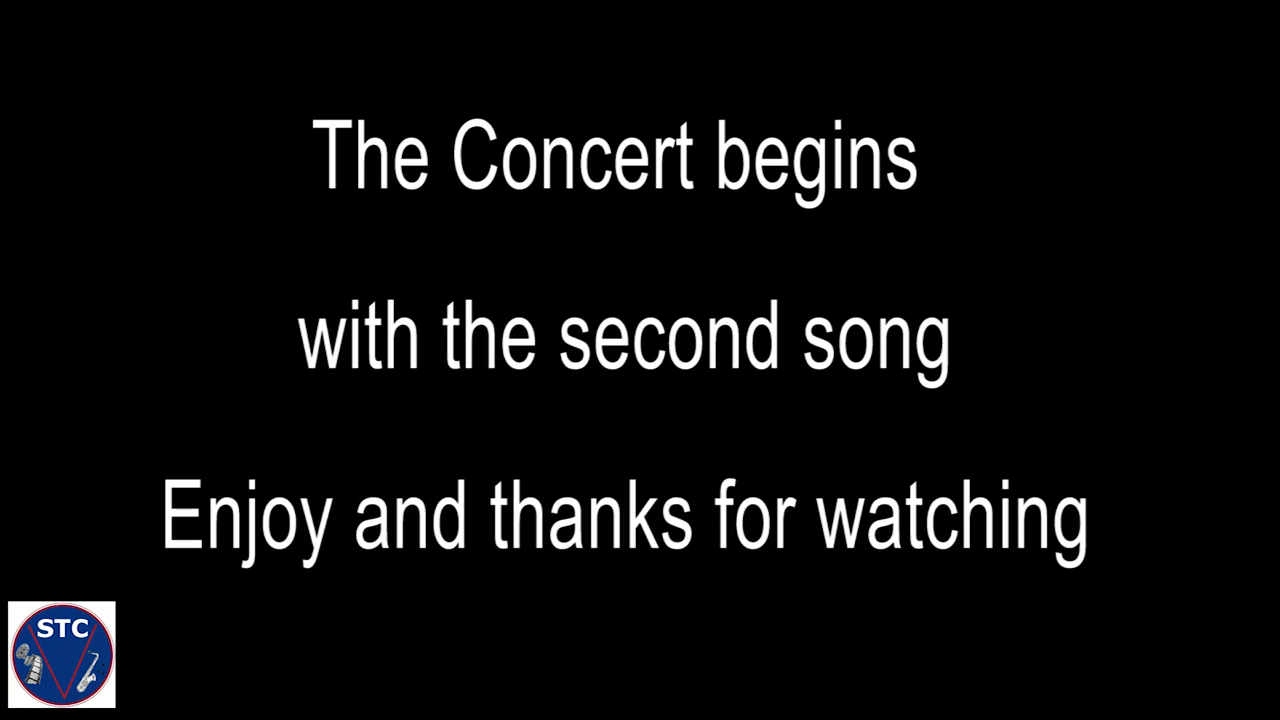 The Concert begins
with the second song
Enjoy and thanks for watching
STC